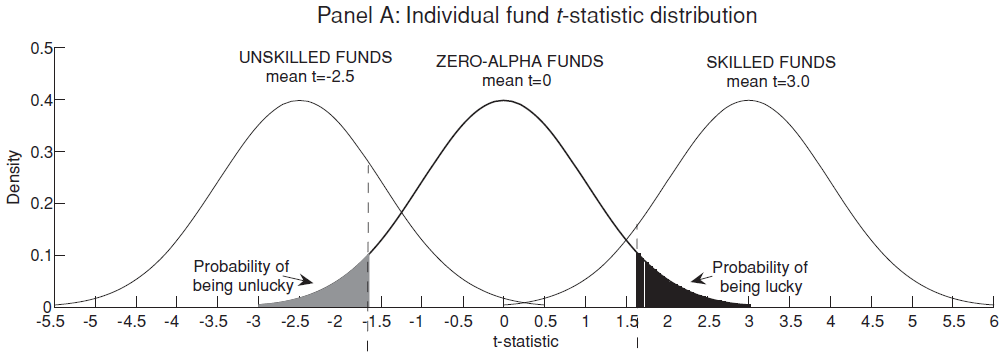 Panel A: Individual fund t-statistic distribution
UNSKILLED FUNDS
mean t=-2.5
ZERO-ALPHA FUNDS
mean t=0
SKILLED FUNDS
mean t=3.0
Density
0.5
0.4
0.3
0.2
0.1
0
Probability of
being unlucky
Probability of
being lucky
-5.5 -5 -4.5 -4 -3.5 -3 -2.5 -2 -1.5 -1 -0.5 0 0.5 1 1.5 2 2.5 3 3.5 4 4.5 5 5.5 6
t-statistic